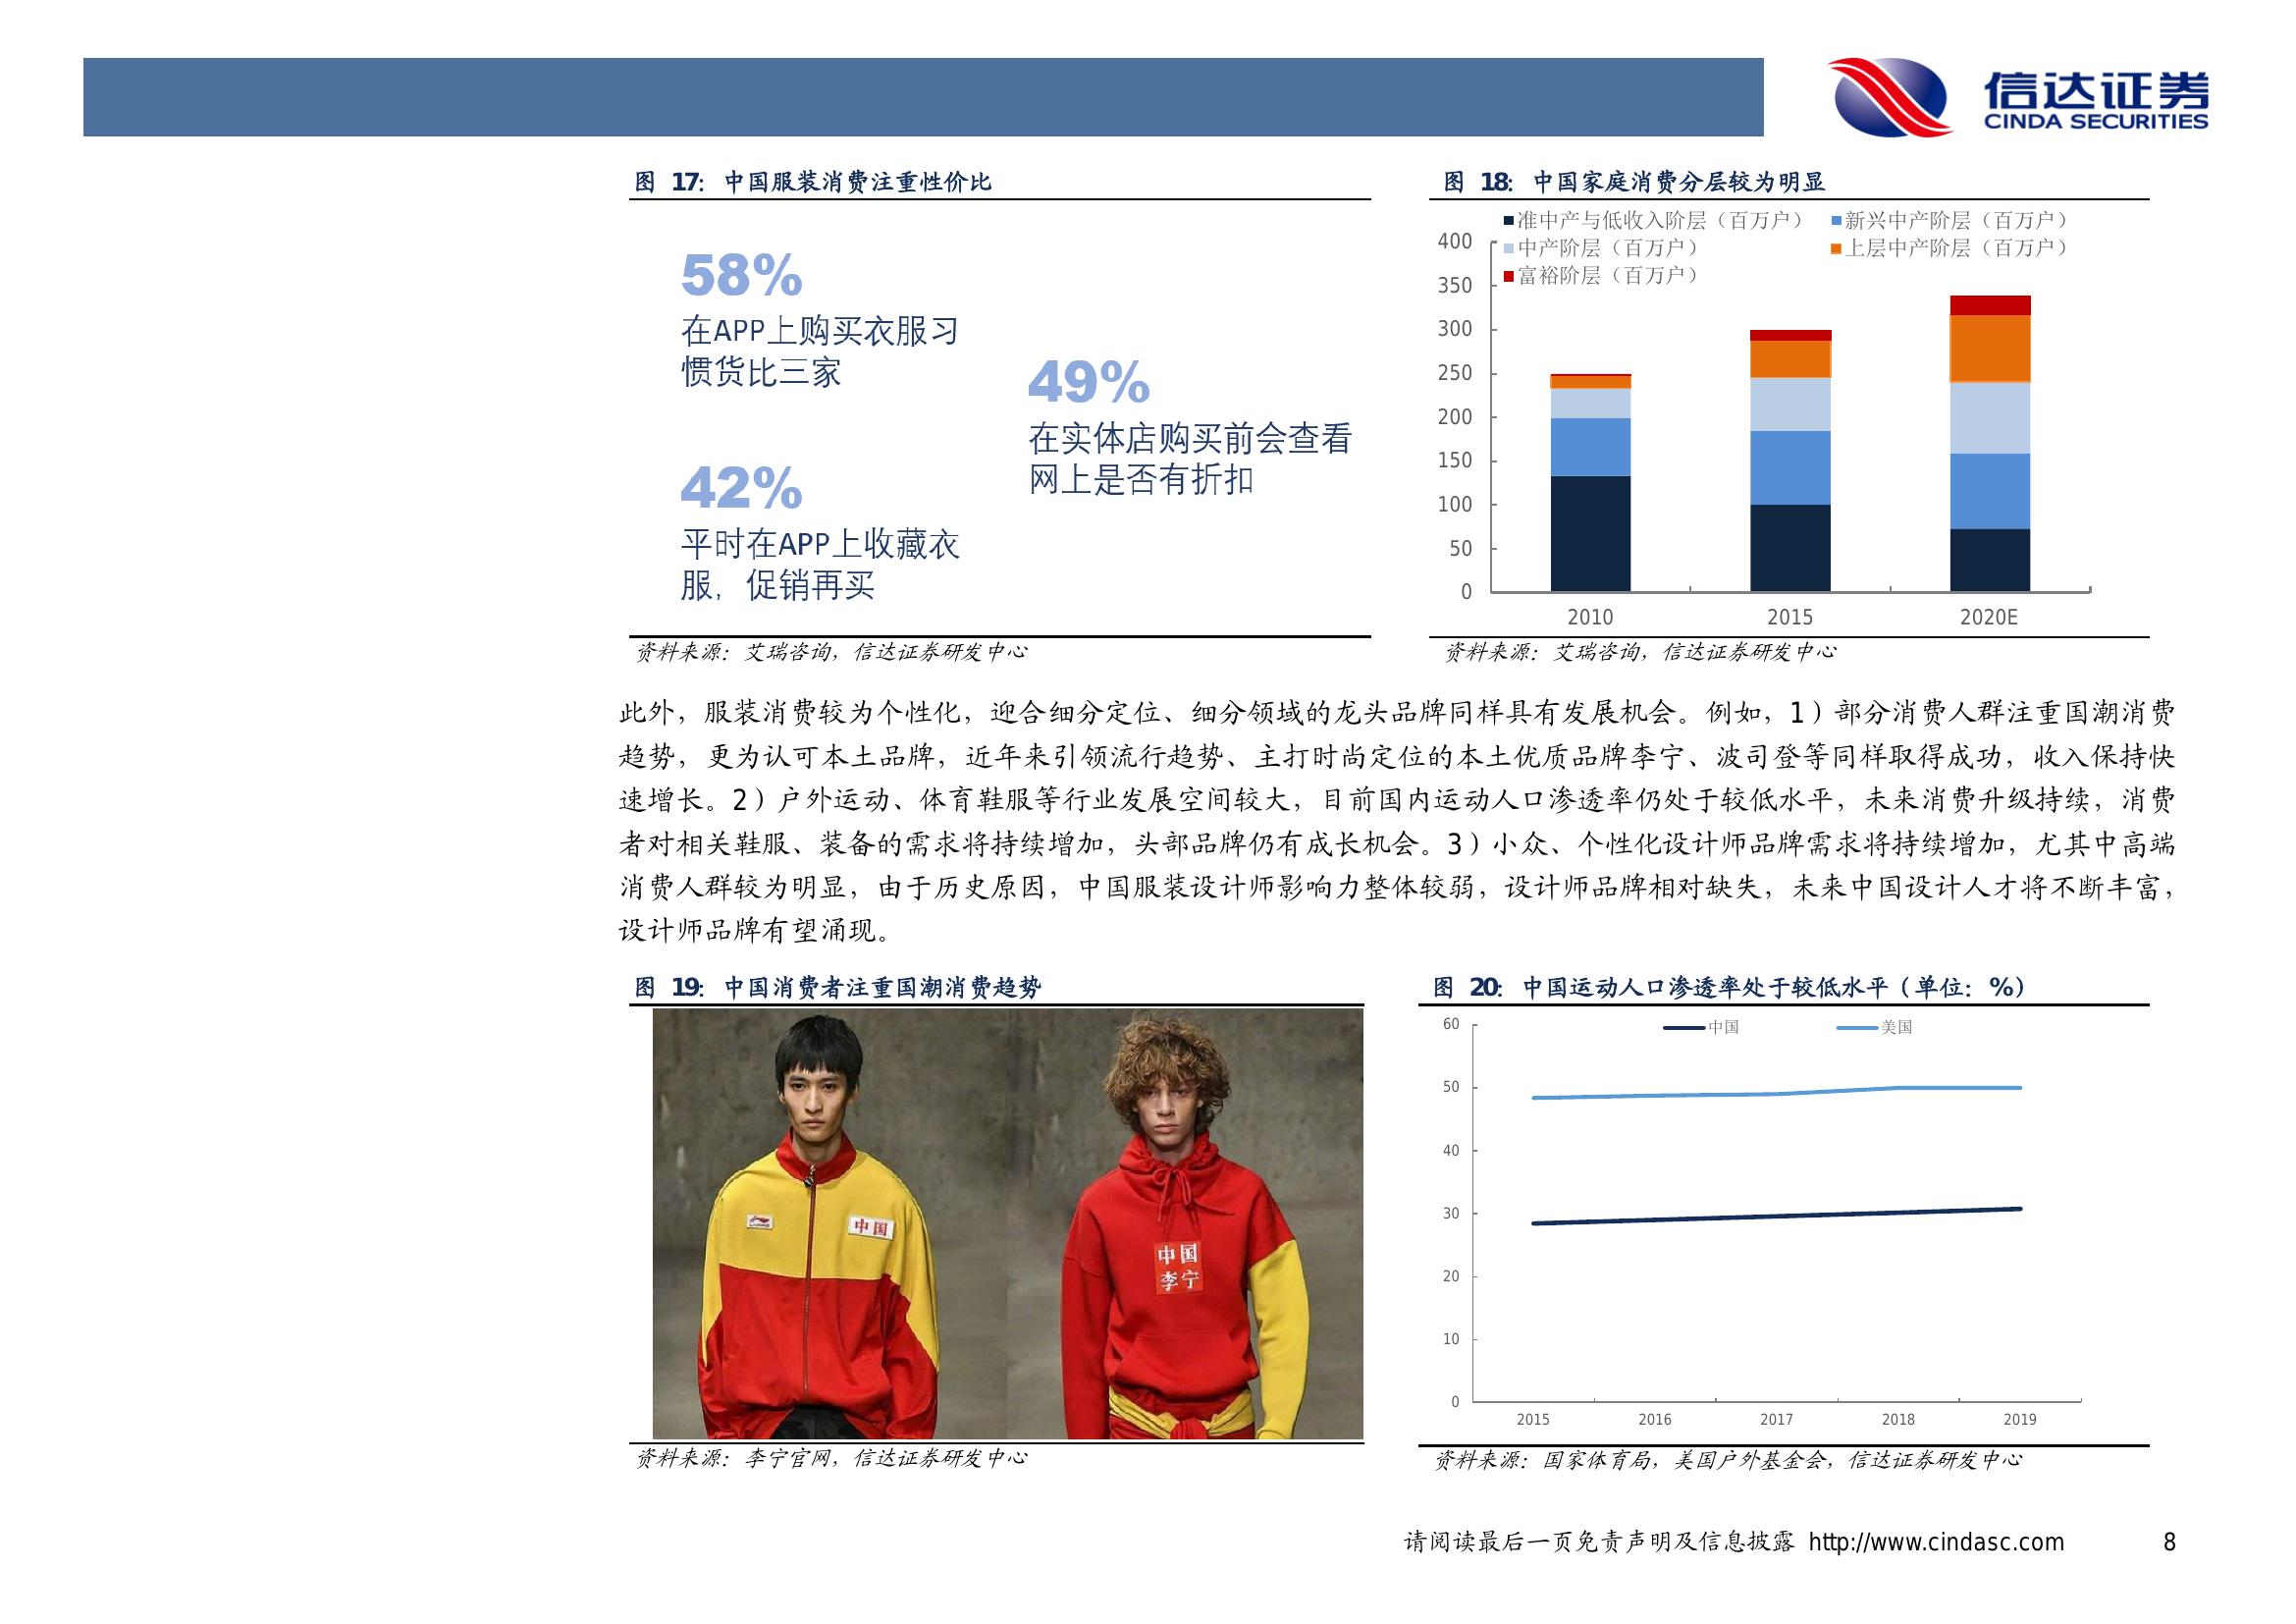 信达证券
CINDA SECURITIES
图 17: 中国服装消费注重性价比
58%
在APP上购买衣服习
惯货比三家
49%
在实体店购买前会查看
网上是否有折扣
42%
平时在APP上收藏衣
服，促销再买
资料来源：艾瑞咨询，信达证券研发中心
图 18: 中国家庭消费分层较为明显
准中产与低收入阶层（百万户） 新兴中产阶层（百万户）
中产阶层（百万户） 上层中产阶层（百万户）
富裕阶层（百万户）
400
350
300
250
200
150
100
50
0
2010 2015 2020E
资料来源：艾瑞咨询，信达证券研发中心
此外，服装消费较为个性化，迎合细分定位、细分领域的龙头品牌同样具有发展机会。例如，1）部分消费人群注重国潮消费
趋势，更为认可本土品牌，近年来引领流行趋势、主打时尚定位的本土优质品牌李宁、波司登等同样取得成功，收入保持快
速增长。2）户外运动、体育鞋服等行业发展空间较大，目前国内运动人口渗透率仍处于较低水平，未来消费升级持续，消费
者对相关鞋服、装备的需求将持续增加，头部品牌仍有成长机会。3）小众、个性化设计师品牌需求将持续增加，尤其中高端
消费人群较为明显，由于历史原因，中国服装设计师影响力整体较弱，设计师品牌相对缺失，未来中国设计人才将不断丰富，
设计师品牌有望涌现。
图 19: 中国消费者注重国潮消费趋势
中国
中国
李宁
资料来源：李宁官网，信达证券研发中心
图 20: 中国运动人口渗透率处于较低水平（单位：%）
中国 美国
60
50
40
30
20
10
0
2015 2016 2017 2018 2019
资料来源：国家体育局，美国户外基金会，信达证券研发中心
请阅读最后一页免责声明及信息披露 http://www.cindasc.com 8